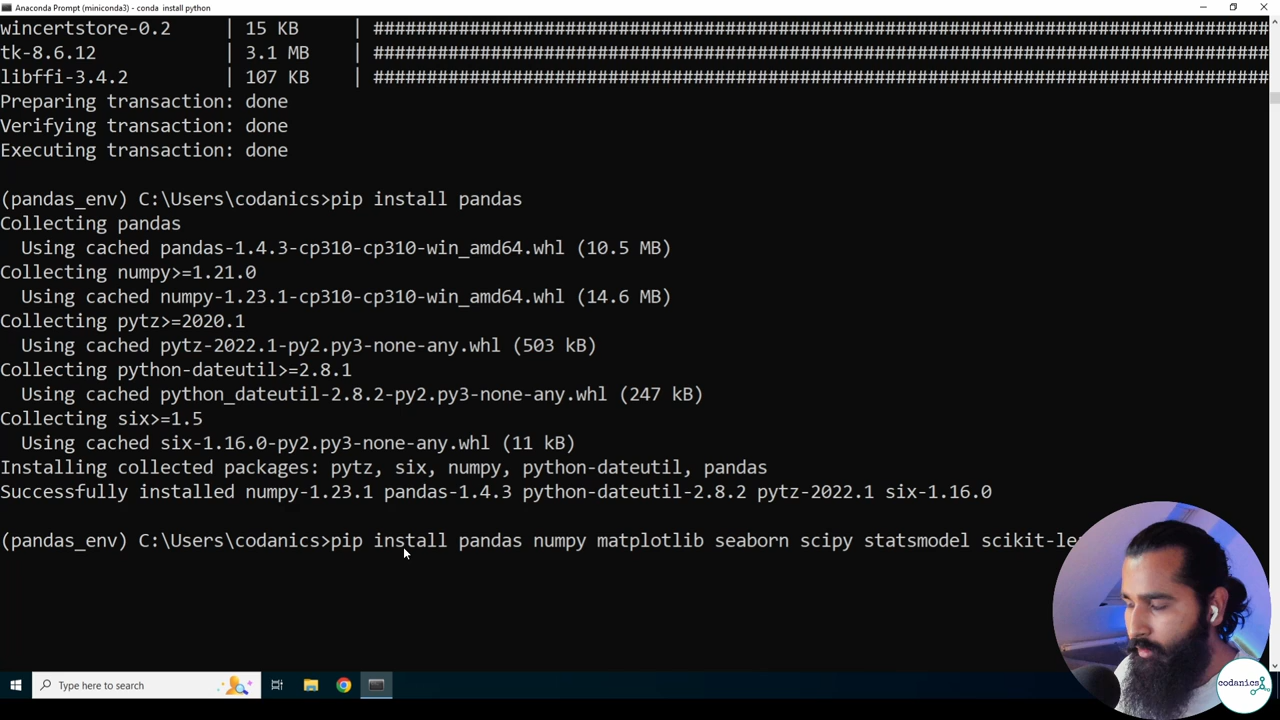 Anaconda Prompt (miniconda3) - conda install python
wincertstore-0.2 | 15 KB | ############################################################################
tk-8.6.12 | 3.1 MB | ############################################################################
libffi-3.4.2 | 107 KB | ############################################################################
Preparing transaction: done
Verifying transaction: done
Executing transaction: done
(pandas_env) C:\Users\codanics>pip install pandas
Collecting pandas
Using cached pandas-1.4.3-cp310-cp310-win_amd64.whl (10.5 MB)
Collecting numpy>=1.21.0
Using cached numpy-1.23.1-cp310-cp310-win_amd64.whl (14.6 MB)
Collecting pytz>=2020.1
Using cached pytz-2022.1-py2.py3-none-any.whl (503 kB)
Collecting python-dateutil>=2.8.1
Using cached python_dateutil-2.8.2-py2.py3-none-any.whl (247 kB)
Collecting six>=1.5
Using cached six-1.16.0-py2.py3-none-any.whl (11 kB)
Installing collected packages: pytz, six, numpy, python-dateutil, pandas
Successfully installed numpy-1.23.1 pandas-1.4.3 python-dateutil-2.8.2 pytz-2022.1 six-1.16.0
(pandas_env) C:\Users\codanics>pip install pandas numpy matplotlib seaborn scipy statsmodel
Type here to search
codanics